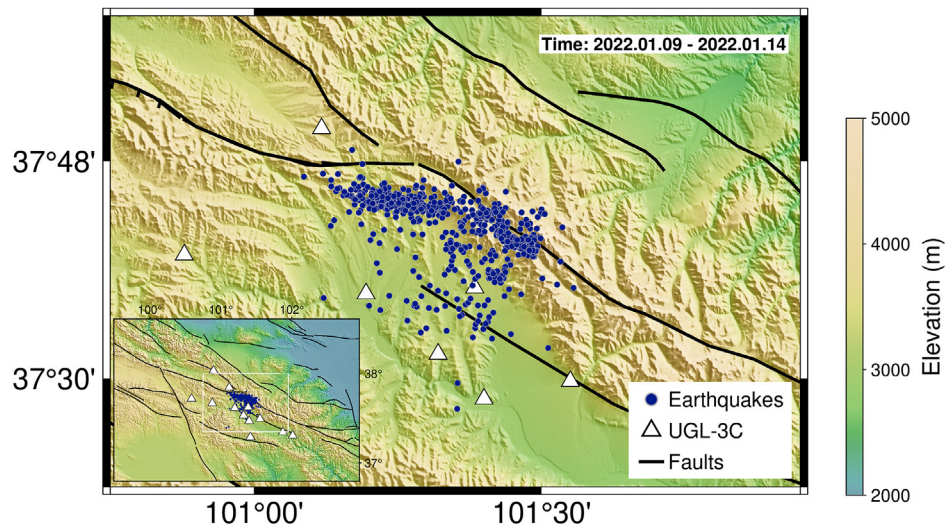 Time: 2022.01.09 - 2022.01.14
37°48'
37°30'
101°00'
101°30'
100°
101°
102°
38°
37°
Earthquakes
UGL-3C
Faults
5000
4000
3000
2000
Elevation (m)